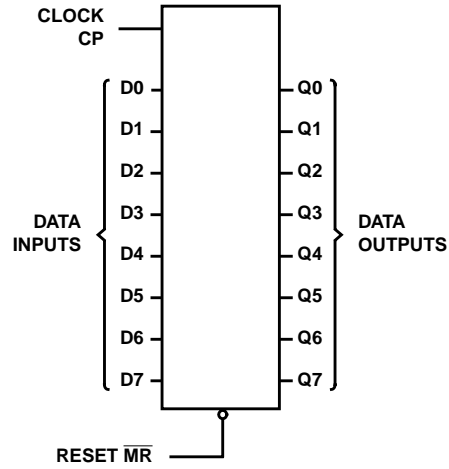 CLOCK
CP
D0
D1
D2
D3
D4
D5
D6
D7
DATA
INPUTS
Q0
Q1
Q2
Q3
Q4
Q5
Q6
Q7
DATA
OUTPUTS
RESET M̅R̅